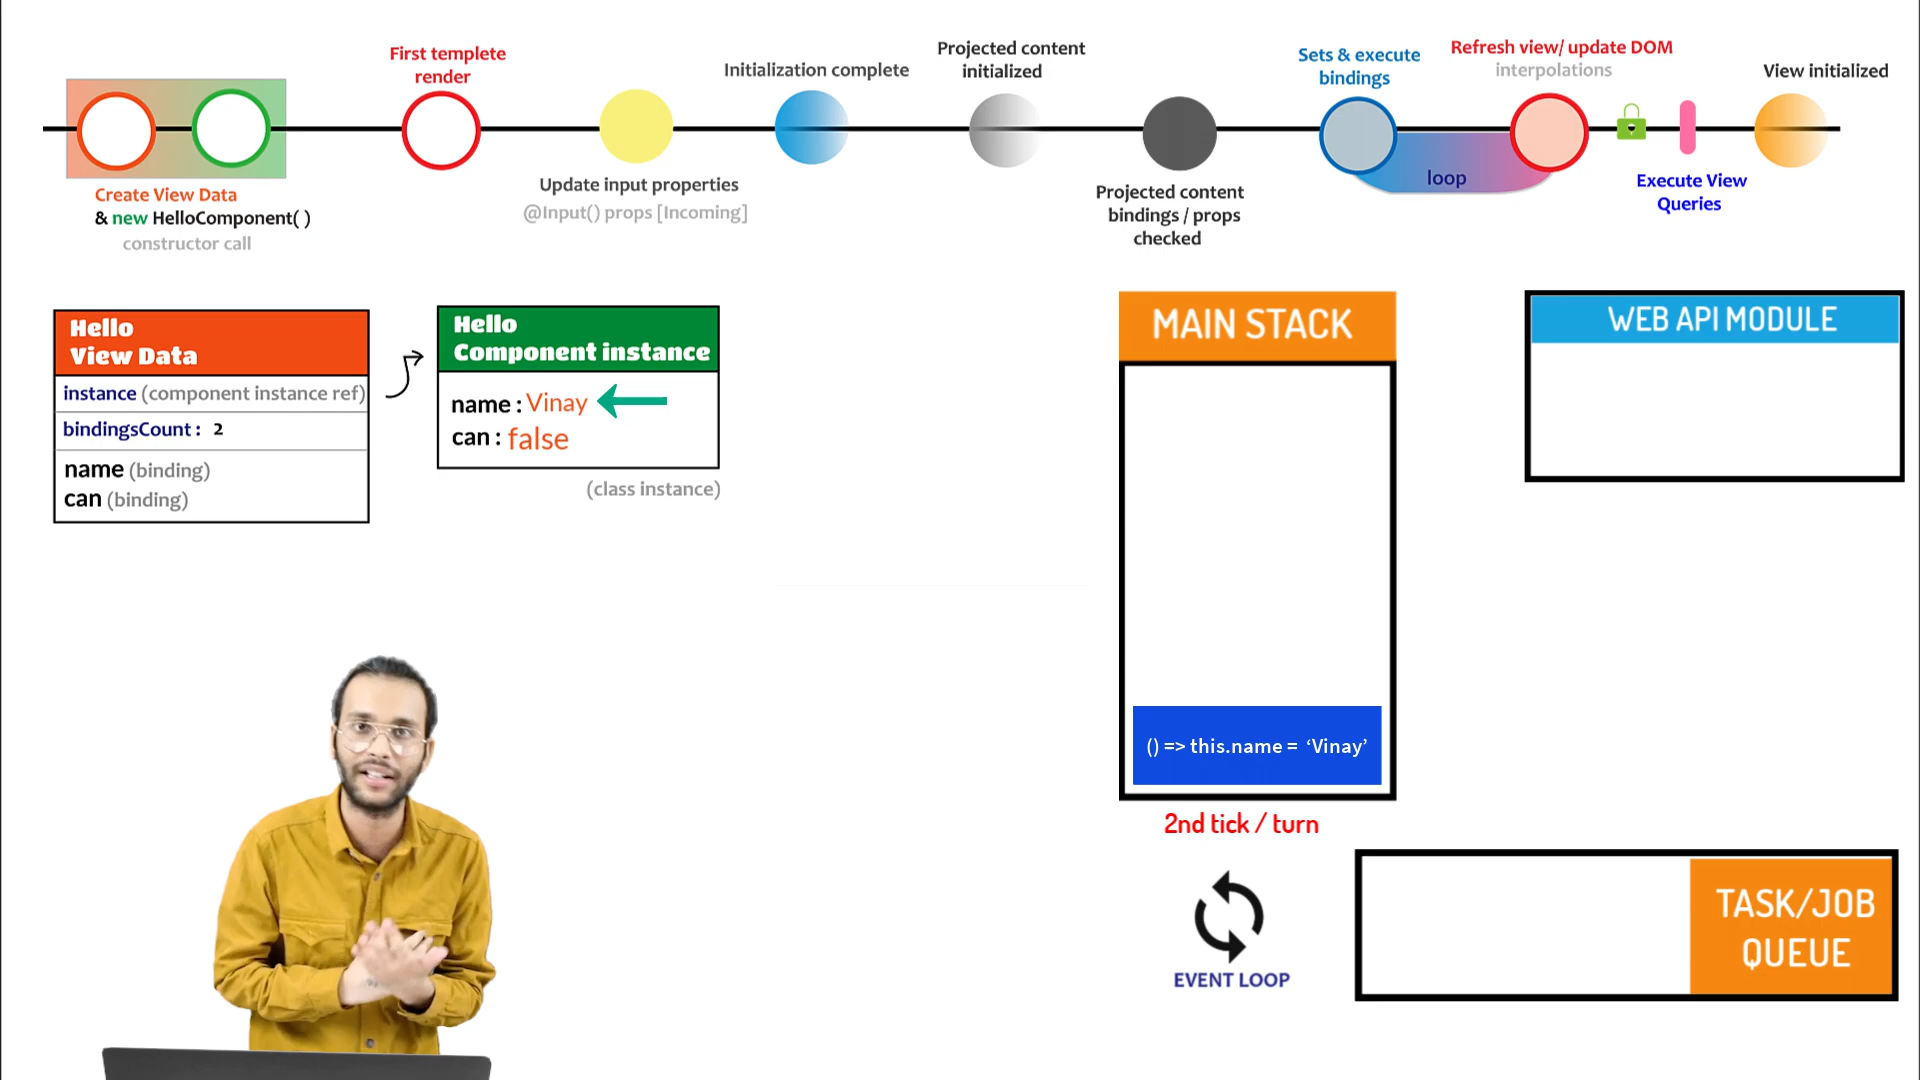 First templete
render
Update input properties
@Input() props [Incoming]
Initialization complete
Projected content
initialized
Projected content
bindings / props
checked
Sets & execute
bindings
loop
Refresh view/ update DOM
interpolations
Execute View
Queries
View initialized
Create View Data
& new HelloComponent( )
constructor call
Hello
View Data
instance (component instance ref)
bindingsCount : 2
name (binding)
can (binding)
Hello
Component instance
name : Vinay
can : false
(class instance)
MAIN STACK
() => this.name = ‘Vinay’
2nd tick / turn
WEB API MODULE
EVENT LOOP
TASK/JOB
QUEUE